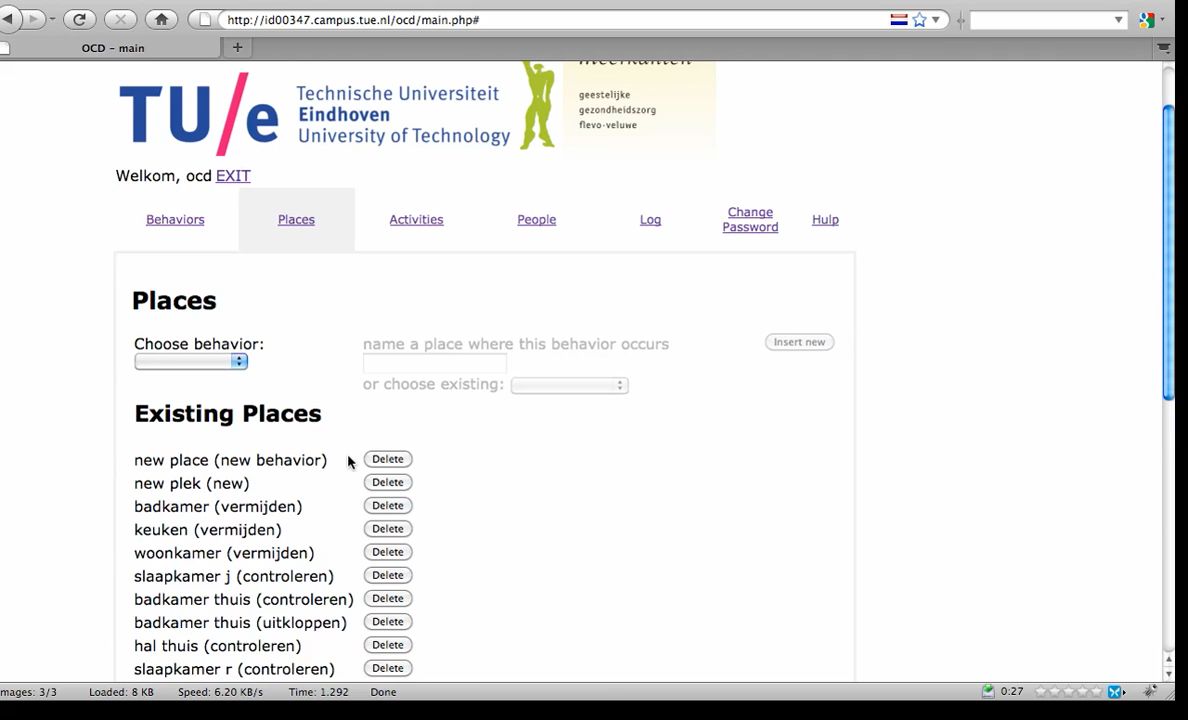 http://id00347.campus.tue.nl/ocd/main.php#
OCD - main
TU/e
Technische Universiteit
Eindhoven
University of Technology
meerkanten
geestelijke
gezondheidszorg
flevo-veluwe
Welkom, ocd EXIT
Behaviors Places Activities People Log Change Password Hulp
Places
Choose behavior: name a place where this behavior occurs Insert new
or choose existing:
Existing Places
new place (new behavior) Delete
new plek (new) Delete
badkamer (vermijden) Delete
keuken (vermijden) Delete
woonkamer (vermijden) Delete
slaapkamer j (controleren) Delete
badkamer thuis (controleren) Delete
badkamer thuis (uitkloppen) Delete
hal thuis (controleren) Delete
slaapkamer r (controleren) Delete
mages: 3/3 Loaded: 8 KB Speed: 6.20 KB/s Time: 1.292 Done 0:27